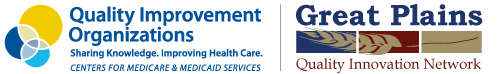 Quality Improvement
Organizations
Sharing Knowledge. Improving Health Care.
CENTERS FOR MEDICARE & MEDICAID SERVICES
Great Plains
Quality Innovation Network